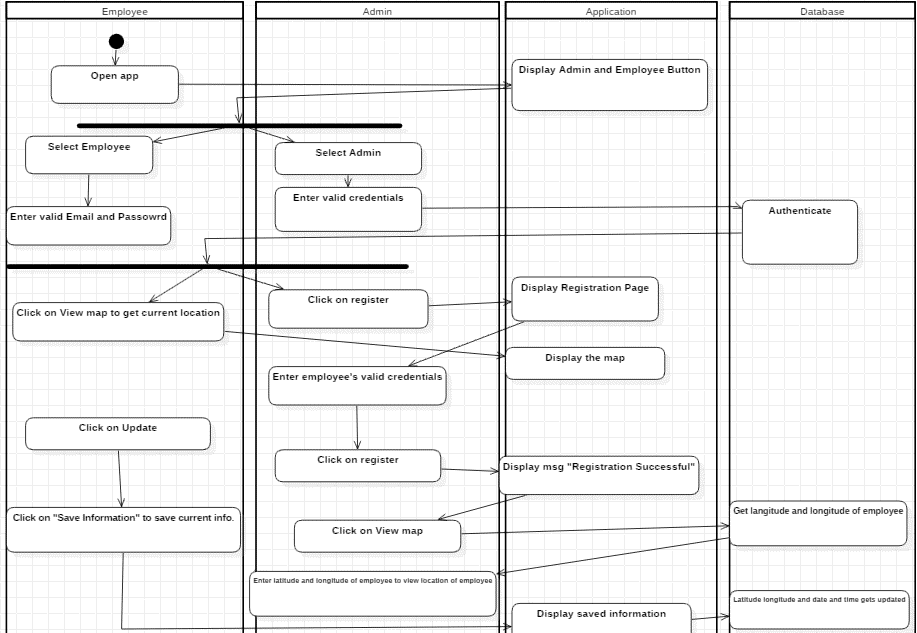 Employee
Admin
Application
Database
Open app
Display Admin and Employee Button
Select Employee
Select Admin
Enter valid credentials
Enter valid Email and Passowrd
Authenticate
Click on View map to get current location
Click on register
Display Registration Page
Display the map
Enter employee's valid credentials
Click on Update
Click on register
Display msg "Registration Successful"
Click on "Save Information" to save current info.
Click on View map
Get langitude and longitude of employee
Enter latitude and longitude of employee to view location of employee
Display saved information
Latitude longitude and date and time gets updated